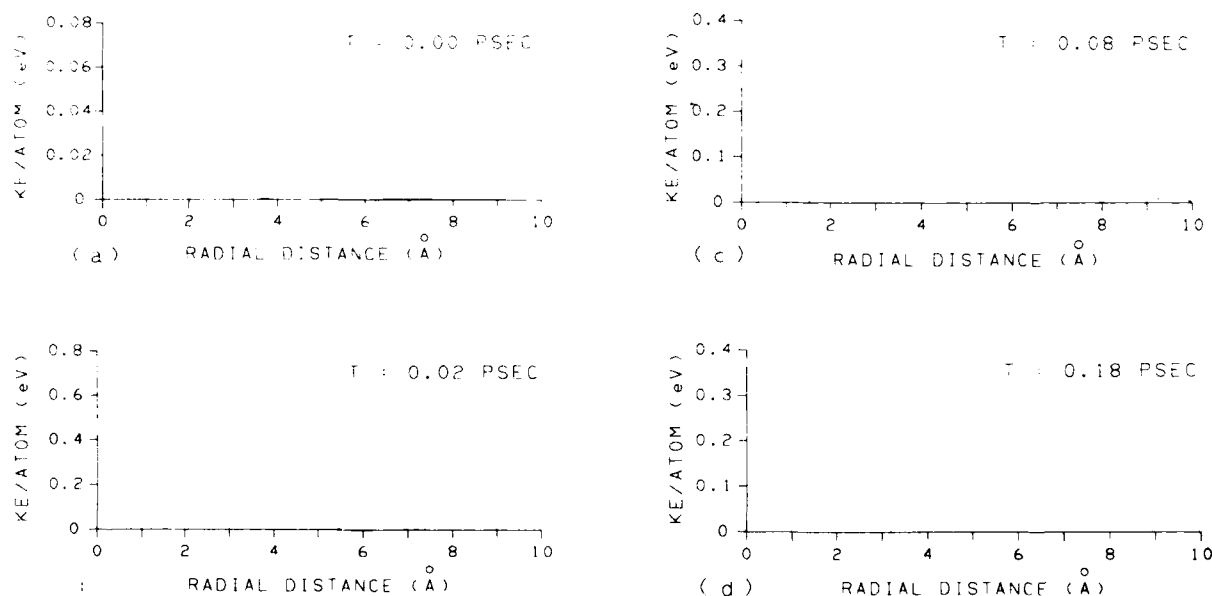 0.08
0.06
0.04
0.02
0
KE/ATOM (eV)
T = 0.00 PSEC
0 2 4 6 8 10
(a) RADIAL DISTANCE (Å)
0.4
0.3
0.2
0.1
0
KE/ATOM (eV)
T = 0.08 PSEC
0 2 4 6 8 10
(c) RADIAL DISTANCE (Å)
0.8
0.6
0.4
0.2
0
KE/ATOM (eV)
T = 0.02 PSEC
0 2 4 6 8 10
RADIAL DISTANCE (Å)
0.4
0.3
0.2
0.1
0
KE/ATOM (eV)
T = 0.18 PSEC
0 2 4 6 8 10
(d) RADIAL DISTANCE (Å)